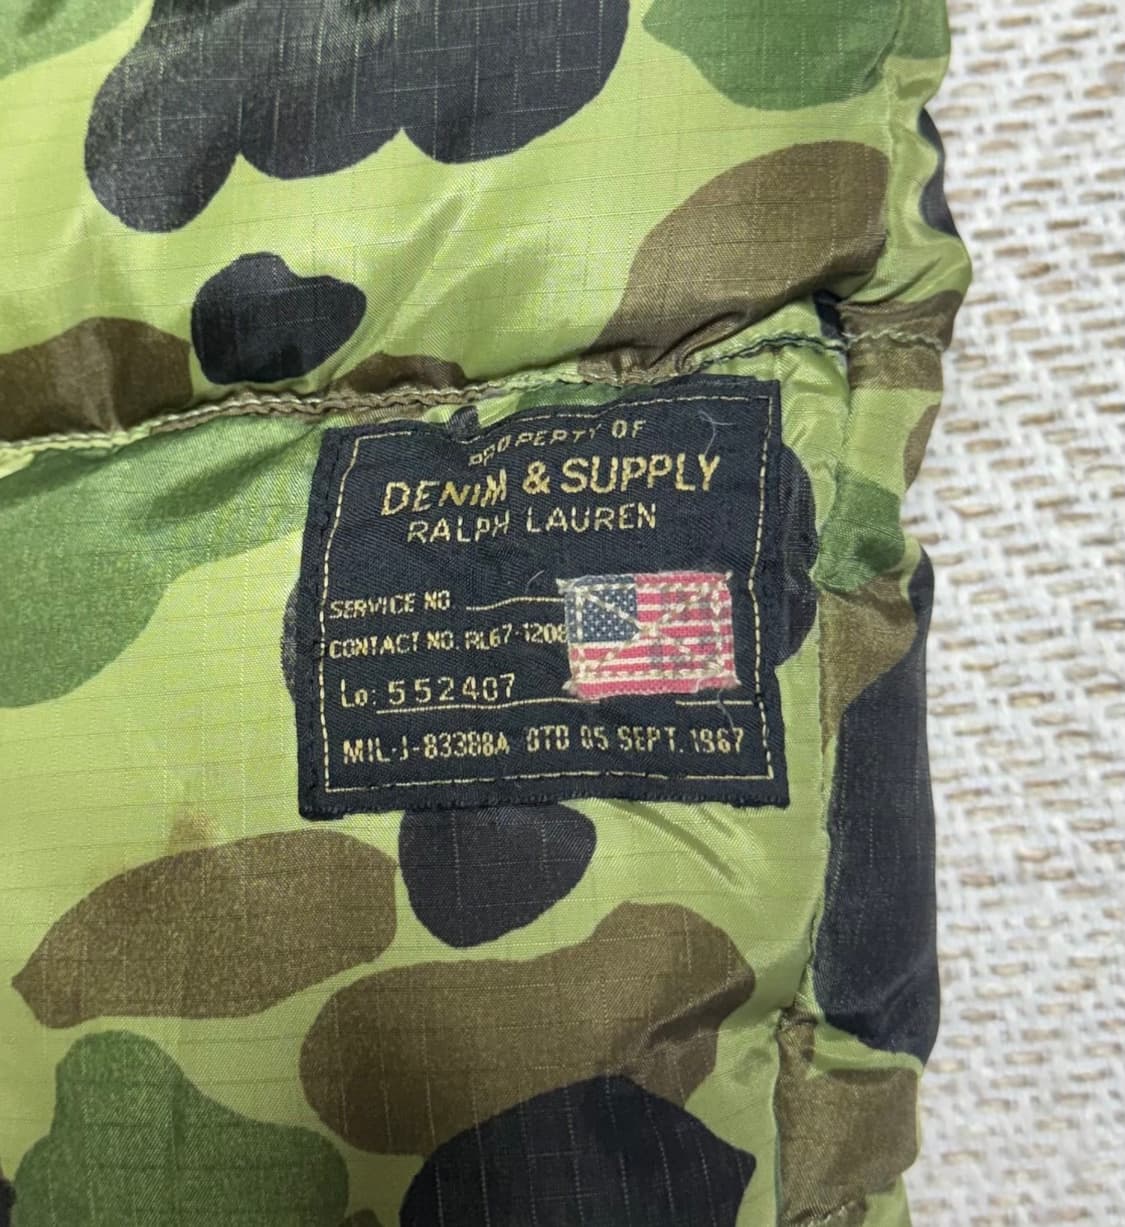 PROPERTY OF
DENIM & SUPPLY
RALPH LAUREN
SERVICE NO
CONTACT NO. RL67-1208
Lo: 552407
MIL-J-83388A DTD 05 SEPT. 1967